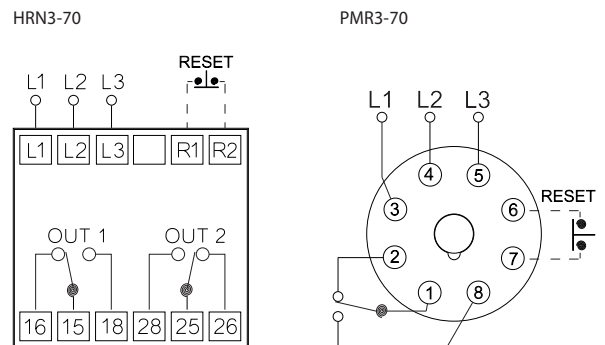 HRN3-70
RESET
L1 L2 L3
L1 L2 L3 R1 R2
OUT 1 OUT 2
16 15 18 28 25 26
PMR3-70
L1 L2 L3
4 5
3 6
RESET
2 7
1 8